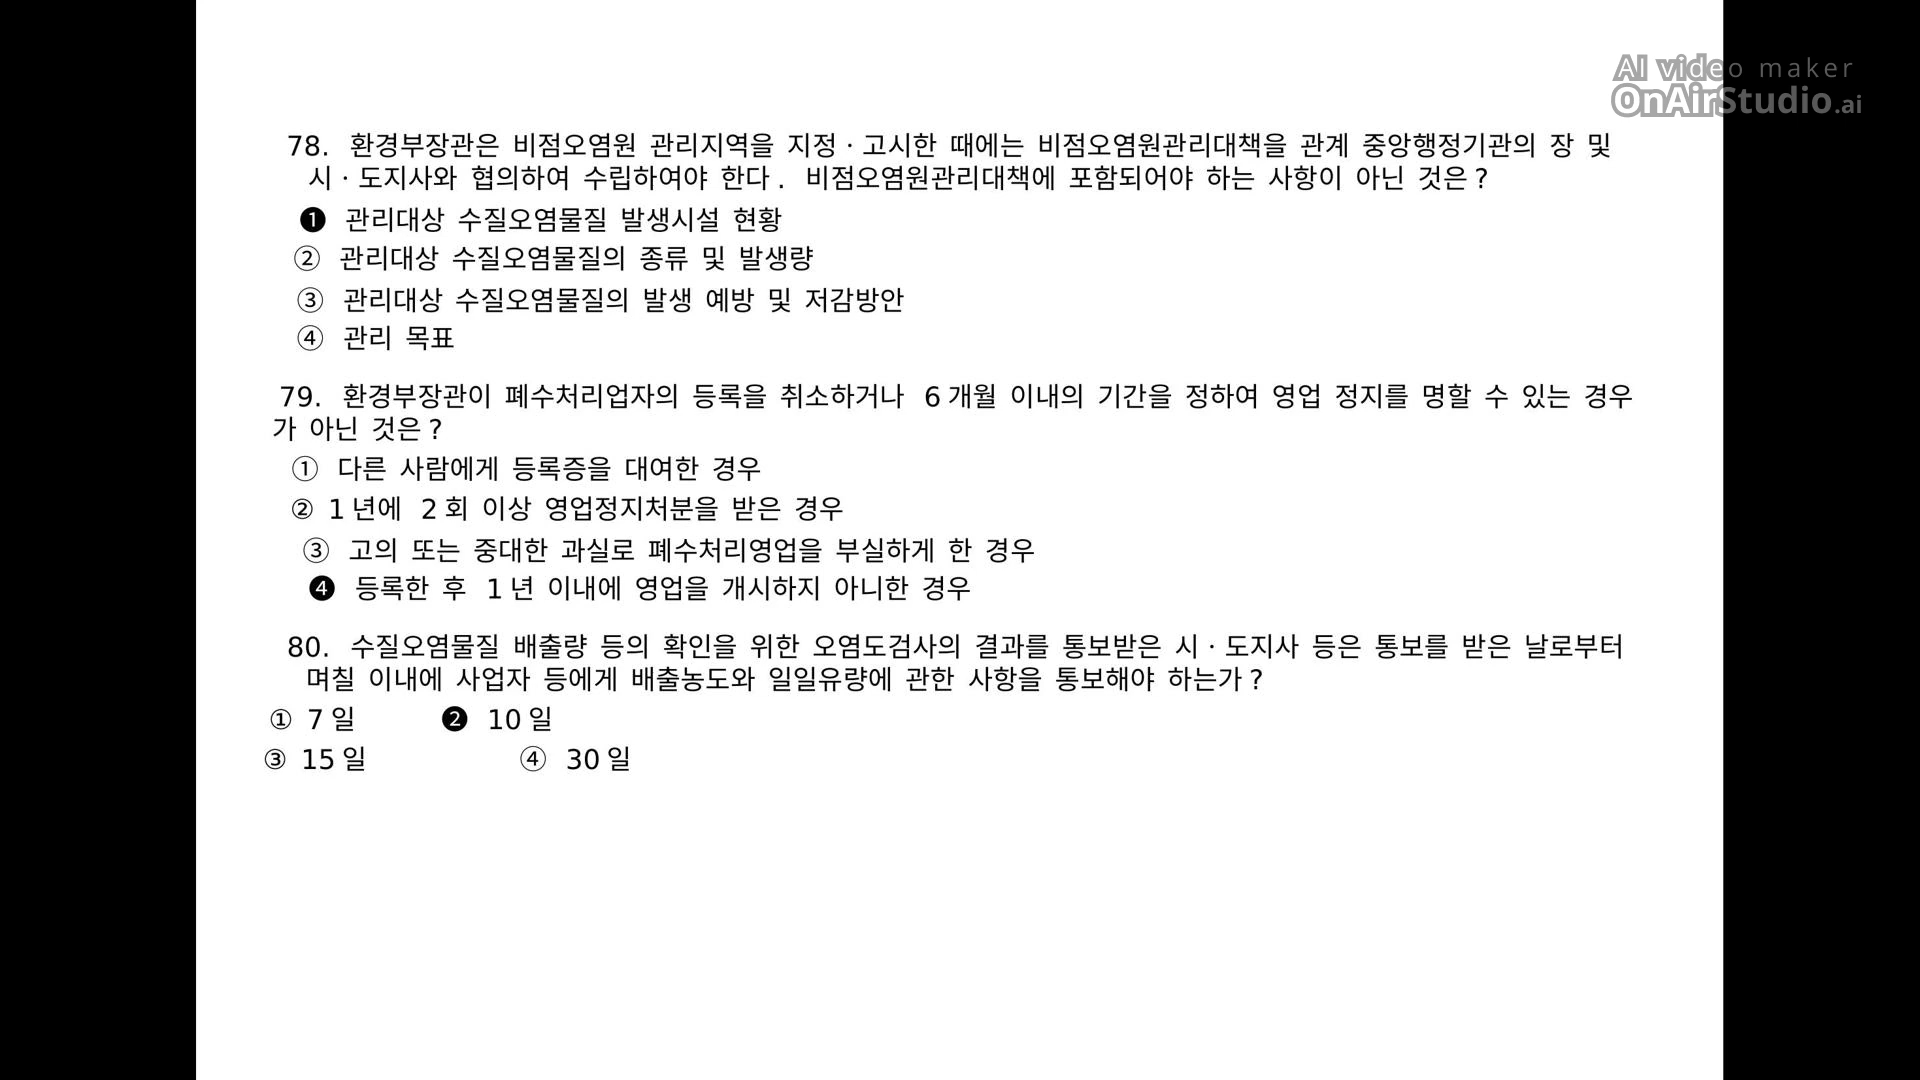 AI video maker
OnAirStudio.ai
78. 환경부장관은 비점오염원 관리지역을 지정·고시한 때에는 비점오염원관리대책을 관계 중앙행정기관의 장 및
시·도지사와 협의하여 수립하여야 한다. 비점오염원관리대책에 포함되어야 하는 사항이 아닌 것은?
❶ 관리대상 수질오염물질 발생시설 현황
② 관리대상 수질오염물질의 종류 및 발생량
③ 관리대상 수질오염물질의 발생 예방 및 저감방안
④ 관리 목표
79. 환경부장관이 폐수처리업자의 등록을 취소하거나 6개월 이내의 기간을 정하여 영업 정지를 명할 수 있는 경우
가 아닌 것은?
① 다른 사람에게 등록증을 대여한 경우
② 1년에 2회 이상 영업정지처분을 받은 경우
③ 고의 또는 중대한 과실로 폐수처리영업을 부실하게 한 경우
❹ 등록한 후 1년 이내에 영업을 개시하지 아니한 경우
80. 수질오염물질 배출량 등의 확인을 위한 오염도검사의 결과를 통보받은 시·도지사 등은 통보를 받은 날로부터
며칠 이내에 사업자 등에게 배출농도와 일일유량에 관한 사항을 통보해야 하는가?
① 7일 ❷ 10일
③ 15일 ④ 30일